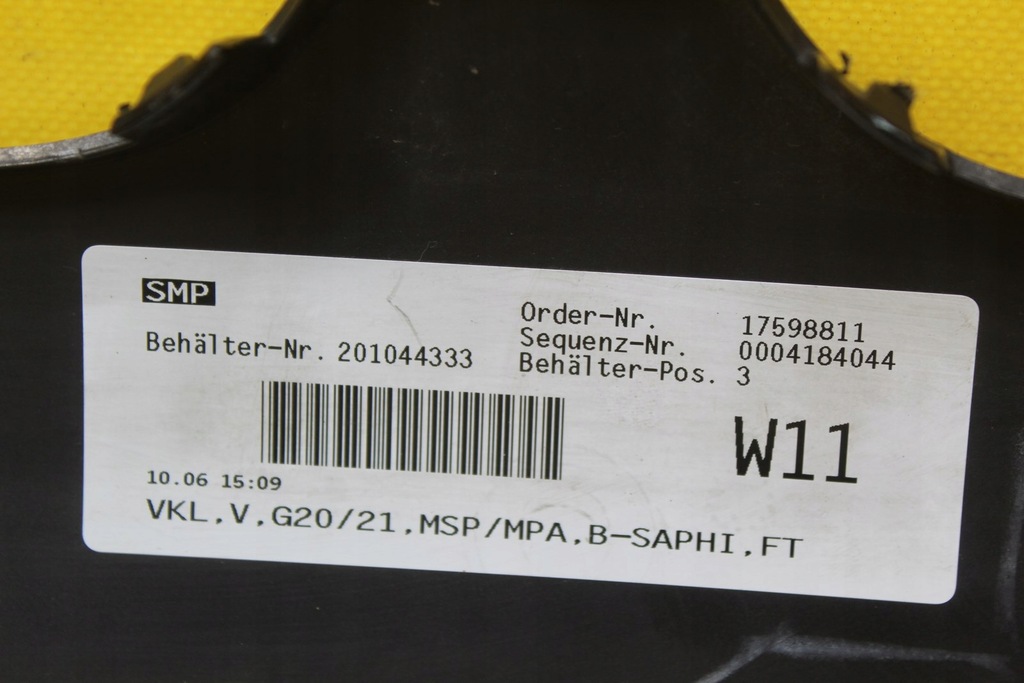 SMP
Order-Nr. 17598811
Sequenz-Nr. 0004184044
Behälter-Nr. 201044333
Behälter-Pos. 3
W11
10.06 15:09
VKL,V,G20/21,MSP/MPA,B-SAPHI,FT